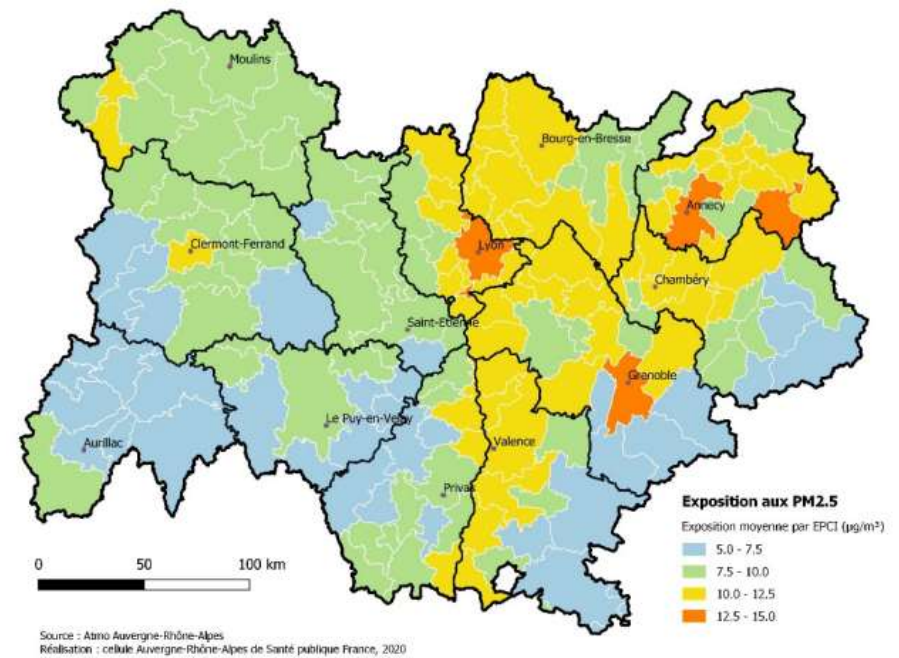 Moulins
Bourg-en-Bresse
Annecy
Clermont-Ferrand
Lyon
Chambéry
Saint-Etienne
Grenoble
Le Puy-en-Velay
Aurillac
Valence
Privas
Exposition aux PM2.5
Exposition moyenne par EPCI (µg/m³)
5.0 - 7.5
7.5 - 10.0
10.0 - 12.5
12.5 - 15.0
0 50 100 km
Source : Atmo Auvergne-Rhône-Alpes
Réalisation : cellule Auvergne-Rhône-Alpes de Santé publique France, 2020